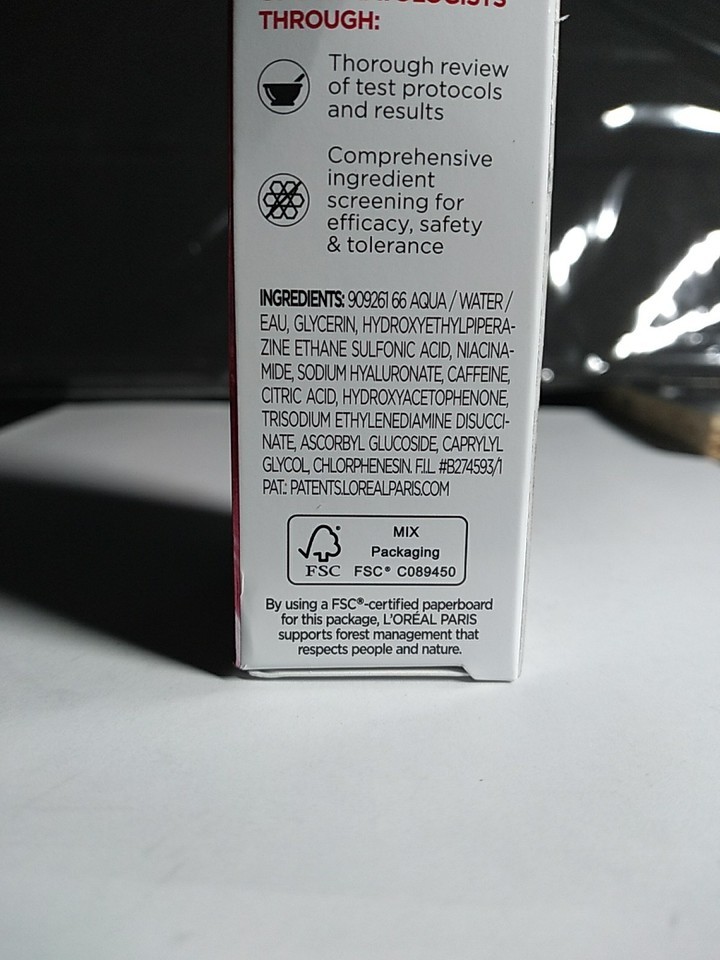 THROUGH:
Thorough review
of test protocols
and results
Comprehensive
ingredient
screening for
efficacy, safety
& tolerance
INGREDIENTS: 909261 66 AQUA / WATER /
EAU, GLYCERIN, HYDROXYETHYLPIPERA-
ZINE ETHANE SULFONIC ACID, NIACINA-
MIDE, SODIUM HYALURONATE, CAFFEINE,
CITRIC ACID, HYDROXYACETOPHENONE,
TRISODIUM ETHYLENEDIAMINE DISUCCI-
NATE, ASCORBYL GLUCOSIDE, CAPRYLYL
GLYCOL, CHLORPHENESIN. F.I.L. #B274593/1
PAT.: PATENTS.LOREALPARIS.COM
MIX
Packaging
FSC® C089450
FSC
By using a FSC®-certified paperboard
for this package, L'ORÉAL PARIS
supports forest management that
respects people and nature.